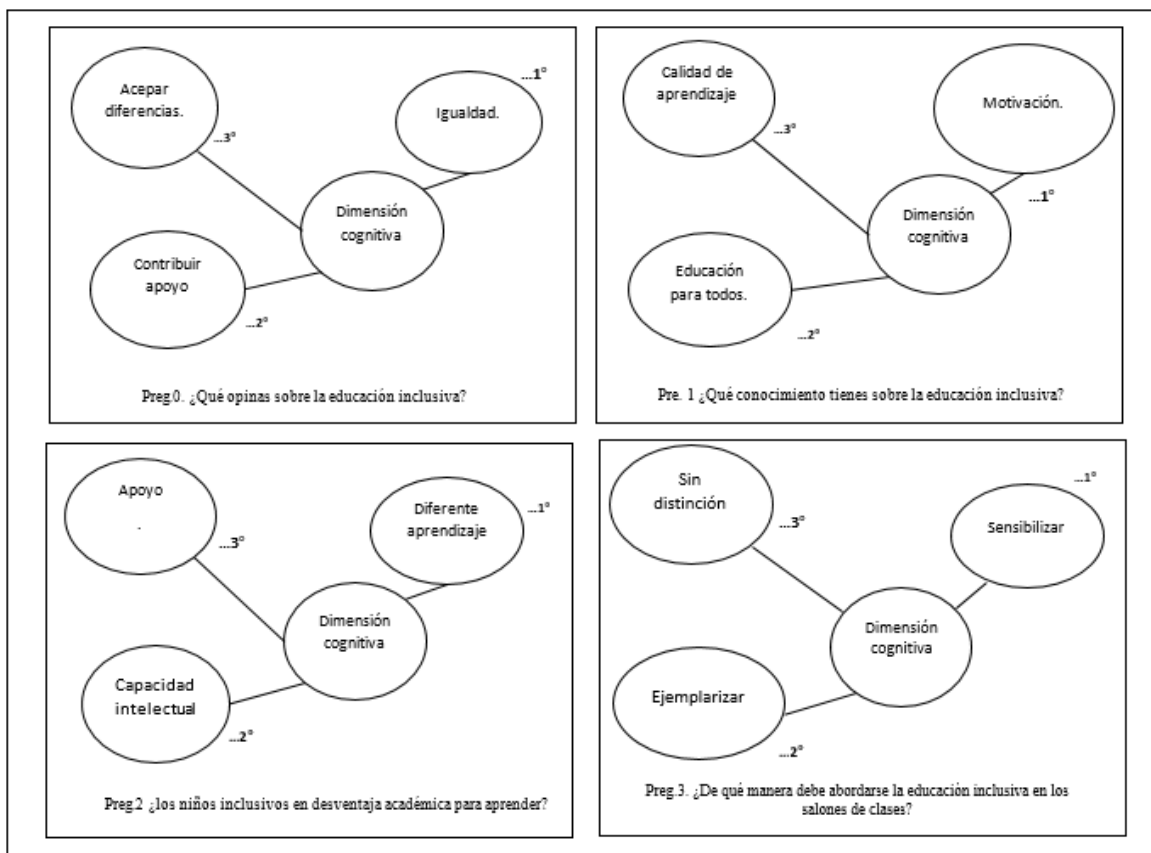 Acepar
diferencias.
...3°
...1°
Igualdad.
Dimensión
cognitiva
Contribuir
apoyo
...2°
Preg.0. ¿Qué opinas sobre la educación inclusiva?
Calidad de
aprendizaje
...3°
Motivación.
...1°
Dimensión
cognitiva
Educación
para todos.
...2°
Pre. 1 ¿Qué conocimiento tienes sobre la educación inclusiva?
Apoyo
.
...3°
Diferente
aprendizaje
...1°
Dimensión
cognitiva
Capacidad
intelectual
...2°
Preg.2 ¿los niños inclusivos en desventaja académica para aprender?
Sin
distinción
...3°
...1°
Sensibilizar
Dimensión
cognitiva
Ejemplarizar
...2°
Preg.3. ¿De qué manera debe abordarse la educación inclusiva en los
salones de clases?